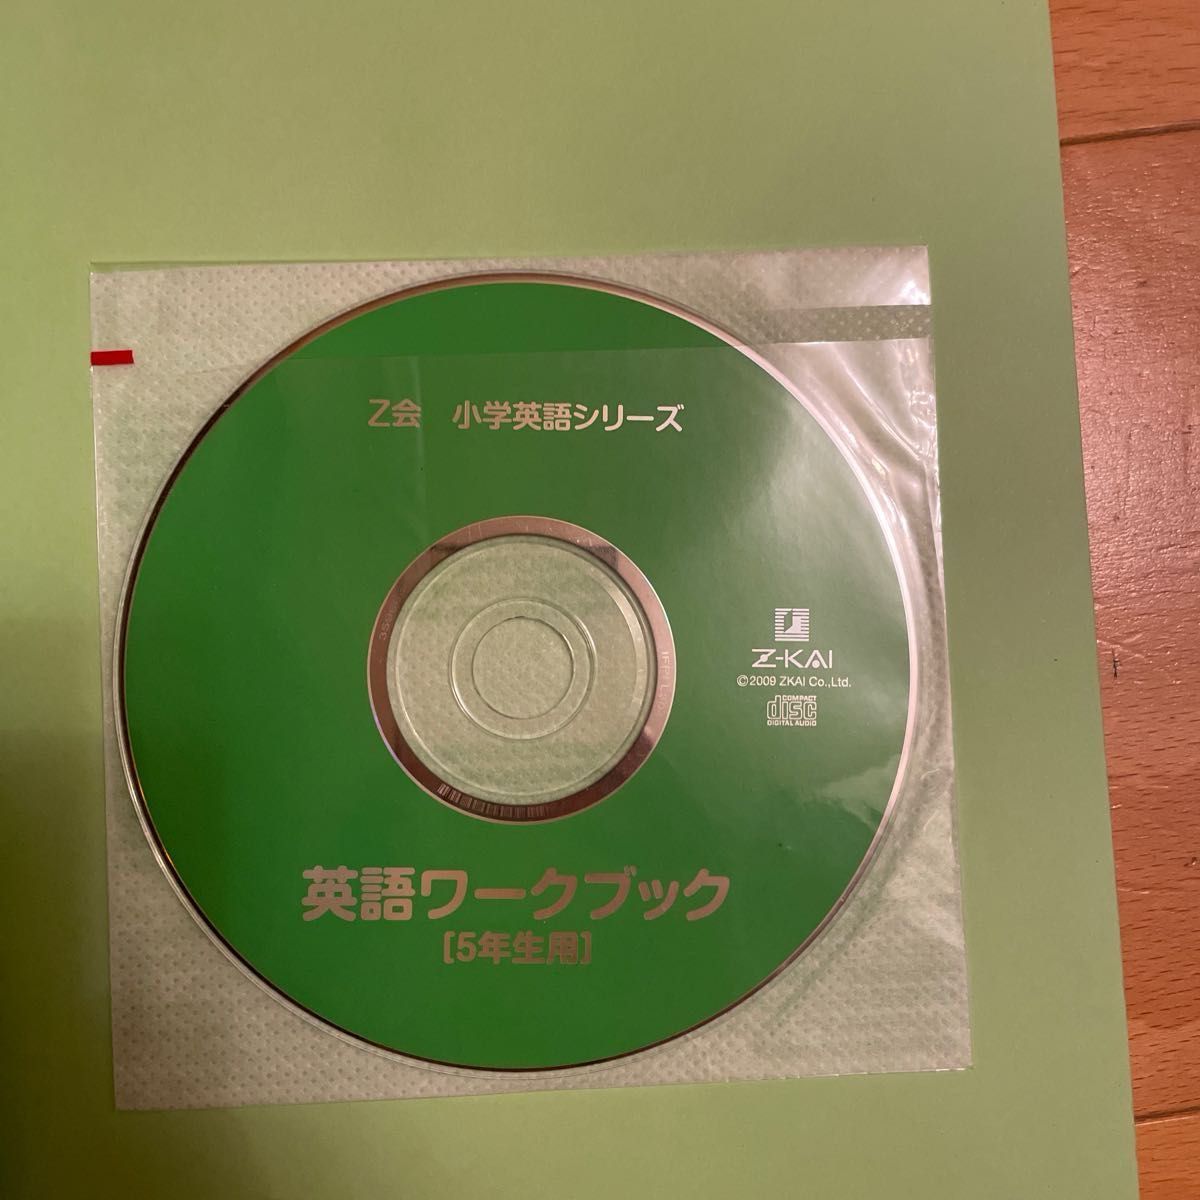 Z会 小学英語シリーズ
Z-KAI
©2009 ZKAI Co.,Ltd.
COMPACT
disc
DIGITAL AUDIO
英語ワークブック
[5年生用]